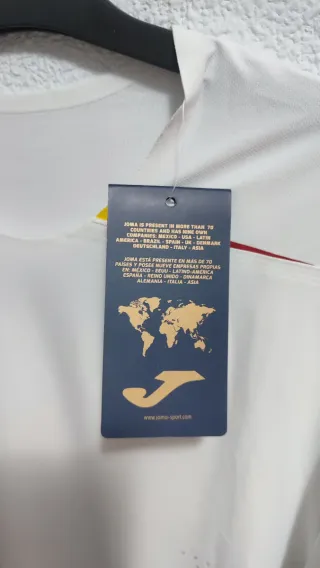 JOMA IS PRESENT IN MORE THAN 70
COUNTRIES AND HAS NINE OWN
COMPANIES: MEXICO - USA - LATIN
AMERICA - BRAZIL - SPAIN - UK - DENMARK
DEUTSCHLAND - ITALY - ASIA
JOMA ESTÁ PRESENTE EN MÁS DE 70
PAÍSES Y POSEE NUEVE EMPRESAS PROPIAS
EN: MÉXICO - EEUU - LATINO-AMERICA
ESPAÑA - REINO UNIDO - DINAMARCA
ALEMANIA - ITALIA - ASIA
www.joma-sport.com